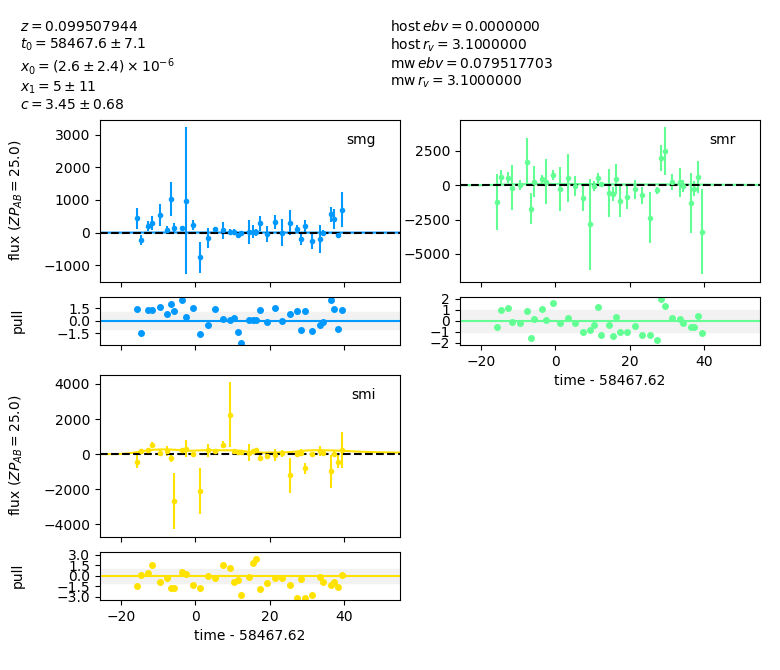 z = 0.099507944
t₀ = 58467.6 ± 7.1
x₀ = (2.6 ± 2.4) × 10⁻⁶
x₁ = 5 ± 11
c = 3.45 ± 0.68
host ebv = 0.0000000
host r_v = 3.1000000
mw ebv = 0.079517703
mw r_v = 3.1000000
smg
flux (ZP_AB = 25.0)
3000
2000
1000
0
−1000
pull
1.5
0.0
−1.5
smr
2500
0
−2500
−5000
2
1
0
−1
−2
−20
0
20
40
time - 58467.62
smi
flux (ZP_AB = 25.0)
4000
2000
0
−2000
−4000
pull
3.0
1.5
0.0
−1.5
−3.0
−20
0
20
40
time - 58467.62